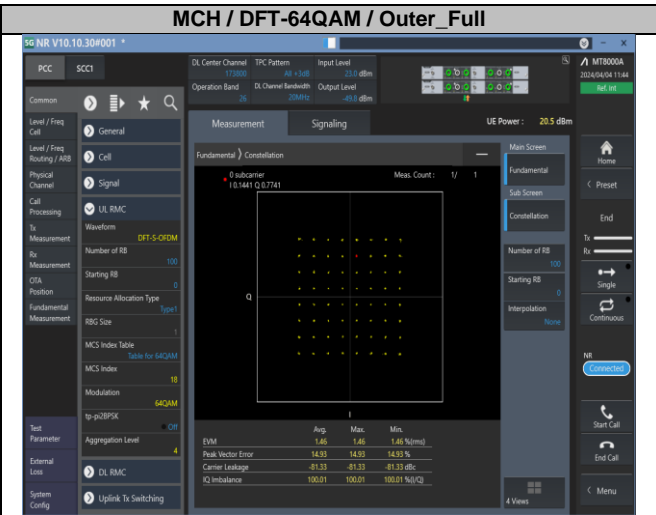 MCH / DFT-64QAM / Outer_Full
5G NR V10.10.30#001 *
PCC SCC1
DL Center Channel TPC Pattern Input Level
173800 All +3dB 23.0 dBm
Operation Band DL Channel Bandwidth Output Level
26 20MHz -49.8 dBm
MT8000A
2024/04/04 11:44
Ref. Int
Common
Level / Freq
Cell
Level / Freq
Routing / ARB
Physical
Channel
Call
Processing
Tx
Measurement
Rx
Measurement
OTA
Position
Fundamental
Measurement
Test
Parameter
External
Loss
System
Config
General
Cell
Signal
UL RMC
Waveform
DFT-S-OFDM
Number of RB
100
Starting RB
0
Resource Allocation Type
Type1
RBG Size
1
MCS Index Table
Table for 64QAM
MCS Index
18
Modulation
64QAM
tp-pi2BPSK
Off
Aggregation Level
4
DL RMC
Uplink Tx Switching
Measurement Signaling UE Power : 20.5 dBm
Fundamental ❯ Constellation
0 subcarrier Meas. Count : 1/ 1
I 0.1441 Q 0.7741
Q
I
Avg. Max. Min.
EVM 1.46 1.46 1.46 %(rms)
Peak Vector Error 14.93 14.93 14.93 %
Carrier Leakage -81.33 -81.33 -81.33 dBc
IQ Imbalance 100.01 100.01 100.01 %(I/Q)
Main Screen
Fundamental
Sub Screen
Constellation
Number of RB
100
Starting RB
0
Interpolation
None
4 Views
Home
Preset
End
Tx
Rx
Single
Continuous
NR
Connected
Start Call
End Call
Menu